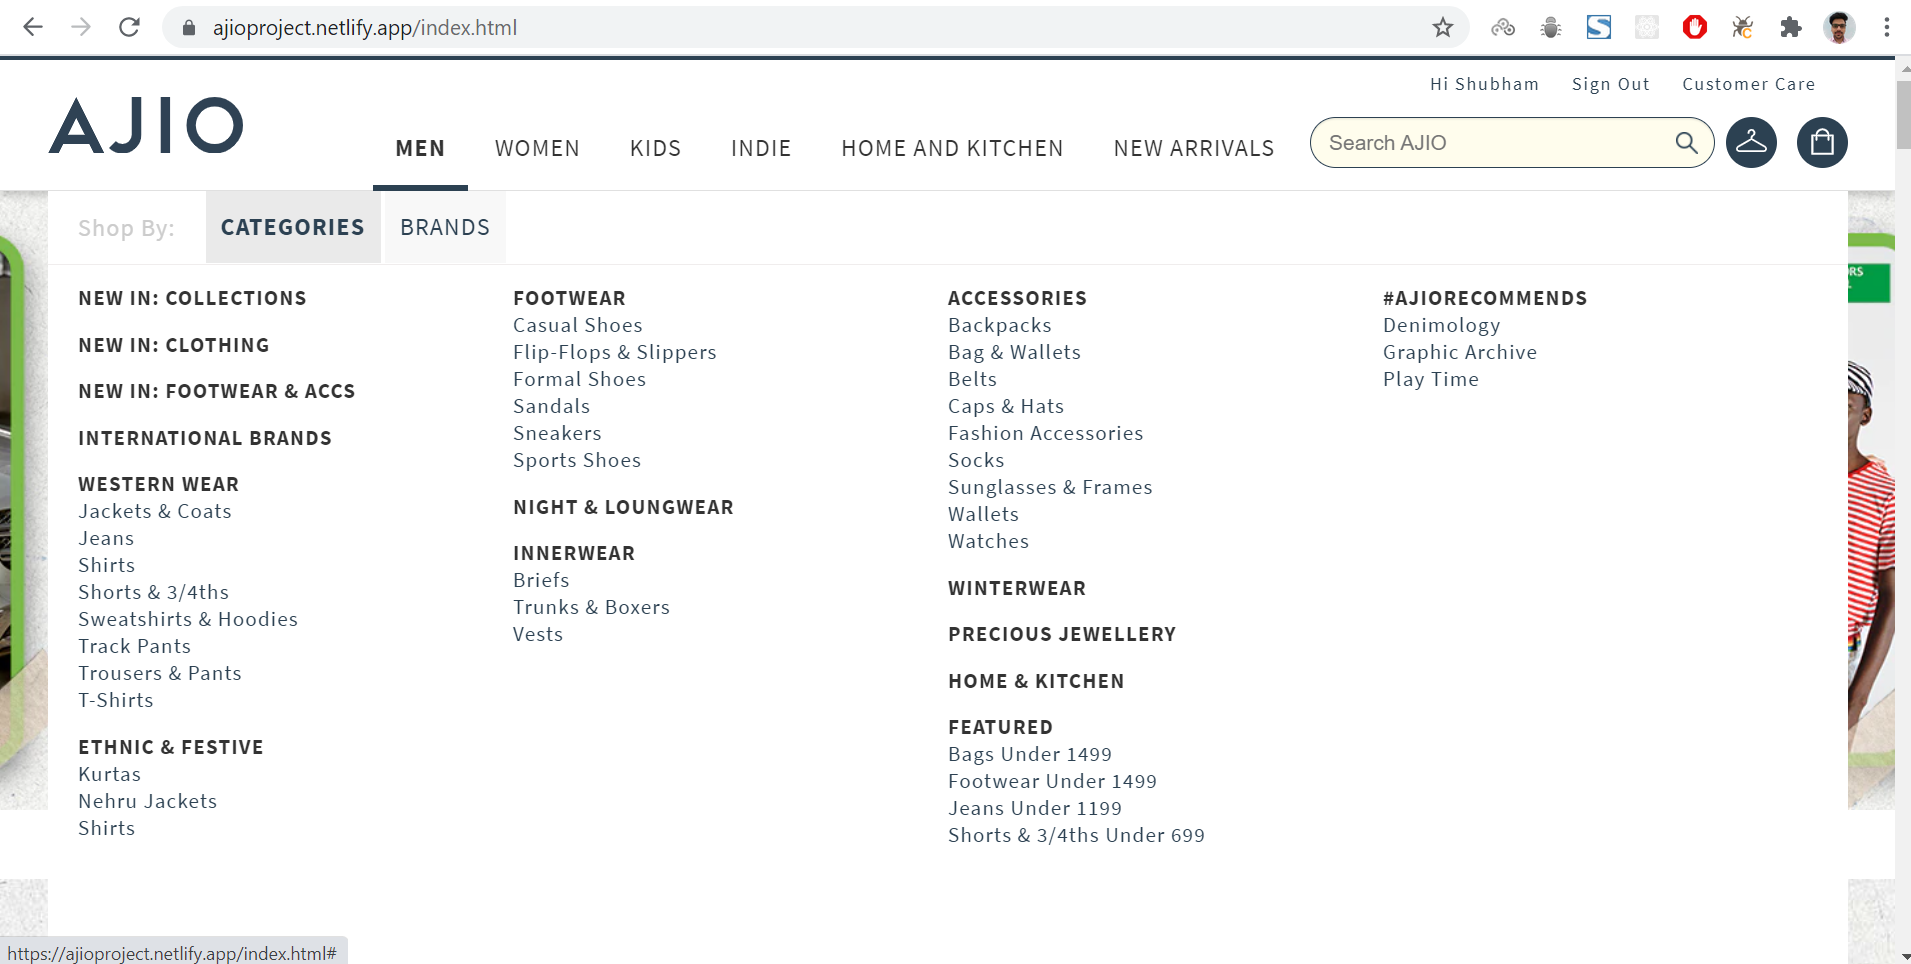 ajioproject.netlify.app/index.html
Hi Shubham Sign Out Customer Care
AJIO
MEN WOMEN KIDS INDIE HOME AND KITCHEN NEW ARRIVALS
Search AJIO
Shop By: CATEGORIES BRANDS
NEW IN: COLLECTIONS
NEW IN: CLOTHING
NEW IN: FOOTWEAR & ACCS
INTERNATIONAL BRANDS
WESTERN WEAR
Jackets & Coats
Jeans
Shirts
Shorts & 3/4ths
Sweatshirts & Hoodies
Track Pants
Trousers & Pants
T-Shirts
ETHNIC & FESTIVE
Kurtas
Nehru Jackets
Shirts
FOOTWEAR
Casual Shoes
Flip-Flops & Slippers
Formal Shoes
Sandals
Sneakers
Sports Shoes
NIGHT & LOUNGWEAR
INNERWEAR
Briefs
Trunks & Boxers
Vests
ACCESSORIES
Backpacks
Bag & Wallets
Belts
Caps & Hats
Fashion Accessories
Socks
Sunglasses & Frames
Wallets
Watches
WINTERWEAR
PRECIOUS JEWELLERY
HOME & KITCHEN
FEATURED
Bags Under 1499
Footwear Under 1499
Jeans Under 1199
Shorts & 3/4ths Under 699
#AJIORECOMMENDS
Denimology
Graphic Archive
Play Time
https://ajioproject.netlify.app/index.html#